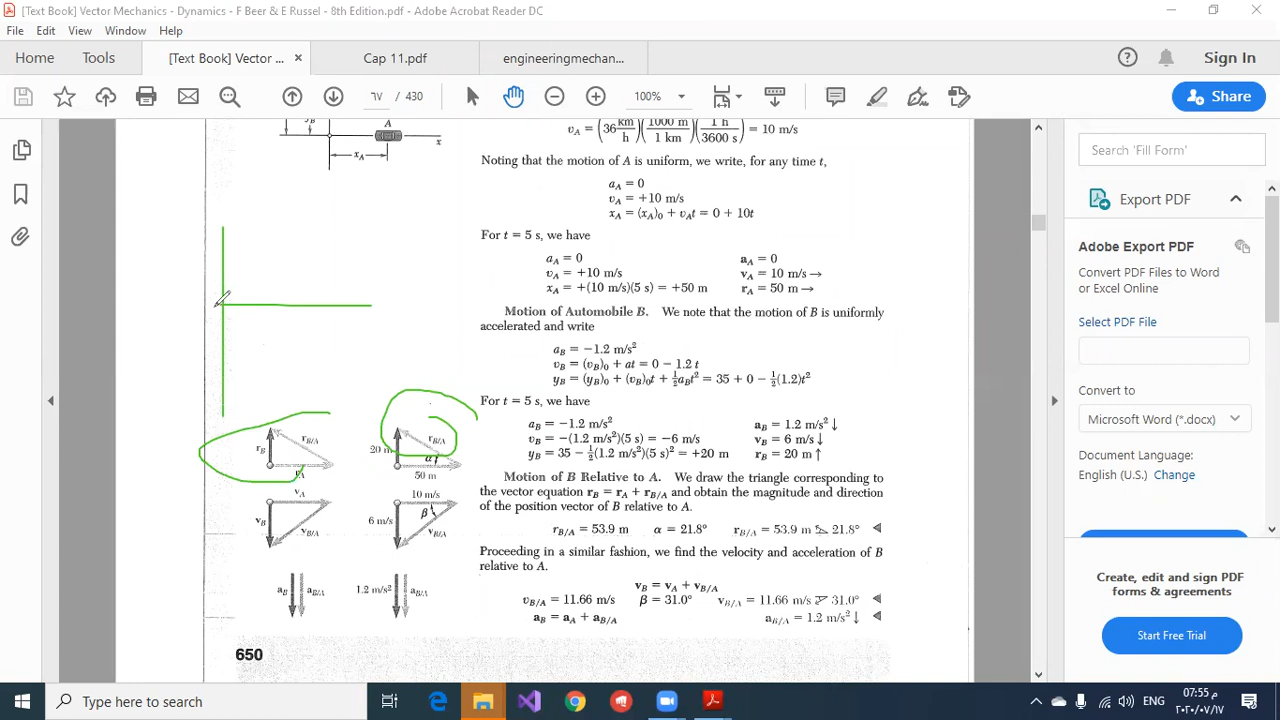 [Text Book] Vector Mechanics - Dynamics - F Beer & E Russel - 8th Edition.pdf - Adobe Acrobat Reader DC
File Edit View Window Help
Home Tools [Text Book] Vector ... × Cap 11.pdf engineeringmechan...
Sign In
٦٧ / 430
100%
Share
A
x
x_A
v_A = (36 km/h)(1000 m/1 km)(1 h/3600 s) = 10 m/s
Noting that the motion of A is uniform, we write, for any time t,
a_A = 0
v_A = +10 m/s
x_A = (x_A)_0 + v_A t = 0 + 10t
For t = 5 s, we have
a_A = 0 a_A = 0
v_A = +10 m/s v_A = 10 m/s→
x_A = +(10 m/s)(5 s) = +50 m r_A = 50 m→
Motion of Automobile B. We note that the motion of B is uniformly
accelerated and write
a_B = −1.2 m/s²
v_B = (v_B)_0 + at = 0 − 1.2 t
y_B = (y_B)_0 + (v_B)_0 t + ½a_B t² = 35 + 0 − ½(1.2)t²
For t = 5 s, we have
a_B = −1.2 m/s² a_B = 1.2 m/s²↓
v_B = −(1.2 m/s²)(5 s) = −6 m/s v_B = 6 m/s↓
y_B = 35 − ½(1.2 m/s²)(5 s)² = +20 m r_B = 20 m↑
Motion of B Relative to A. We draw the triangle corresponding to
the vector equation r_B = r_A + r_B/A and obtain the magnitude and direction
of the position vector of B relative to A.
r_B/A = 53.9 m α = 21.8° r_B/A = 53.9 m 21.8°
Proceeding in a similar fashion, we find the velocity and acceleration of B
relative to A.
v_B = v_A + v_B/A
v_B/A = 11.66 m/s β = 31.0° v_B/A = 11.66 m/s 31.0°
a_B = a_A + a_B/A a_B/A = 1.2 m/s²↓
r_B r_B/A r_A
20 m r_B/A α 50 m
v_A v_B v_B/A
10 m/s 6 m/s β v_B/A
a_B a_B/A 1.2 m/s² a_B/A
650
Search 'Fill Form'
Export PDF
Adobe Export PDF
Convert PDF Files to Word
or Excel Online
Select PDF File
Convert to
Microsoft Word (*.docx)
Document Language:
English (U.S.) Change
Create, edit and sign PDF
forms & agreements
Start Free Trial
Type here to search
ENG
07:55 م
٢٠٢٠/٠٧/١٧